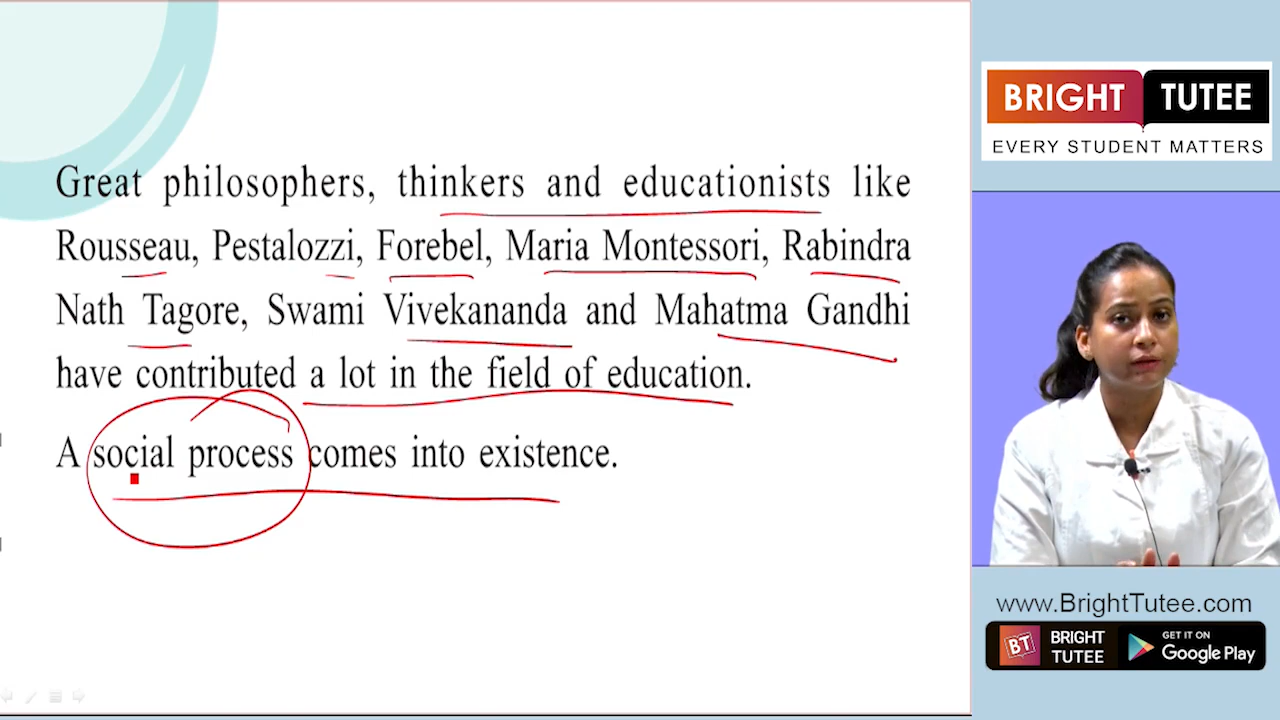 Great philosophers, thinkers and educationists like
Rousseau, Pestalozzi, Forebel, Maria Montessori, Rabindra
Nath Tagore, Swami Vivekananda and Mahatma Gandhi
have contributed a lot in the field of education.
A social process comes into existence.
BRIGHT TUTEE
EVERY STUDENT MATTERS
www.BrightTutee.com
BT
BRIGHT
TUTEE
GET IT ON
Google Play